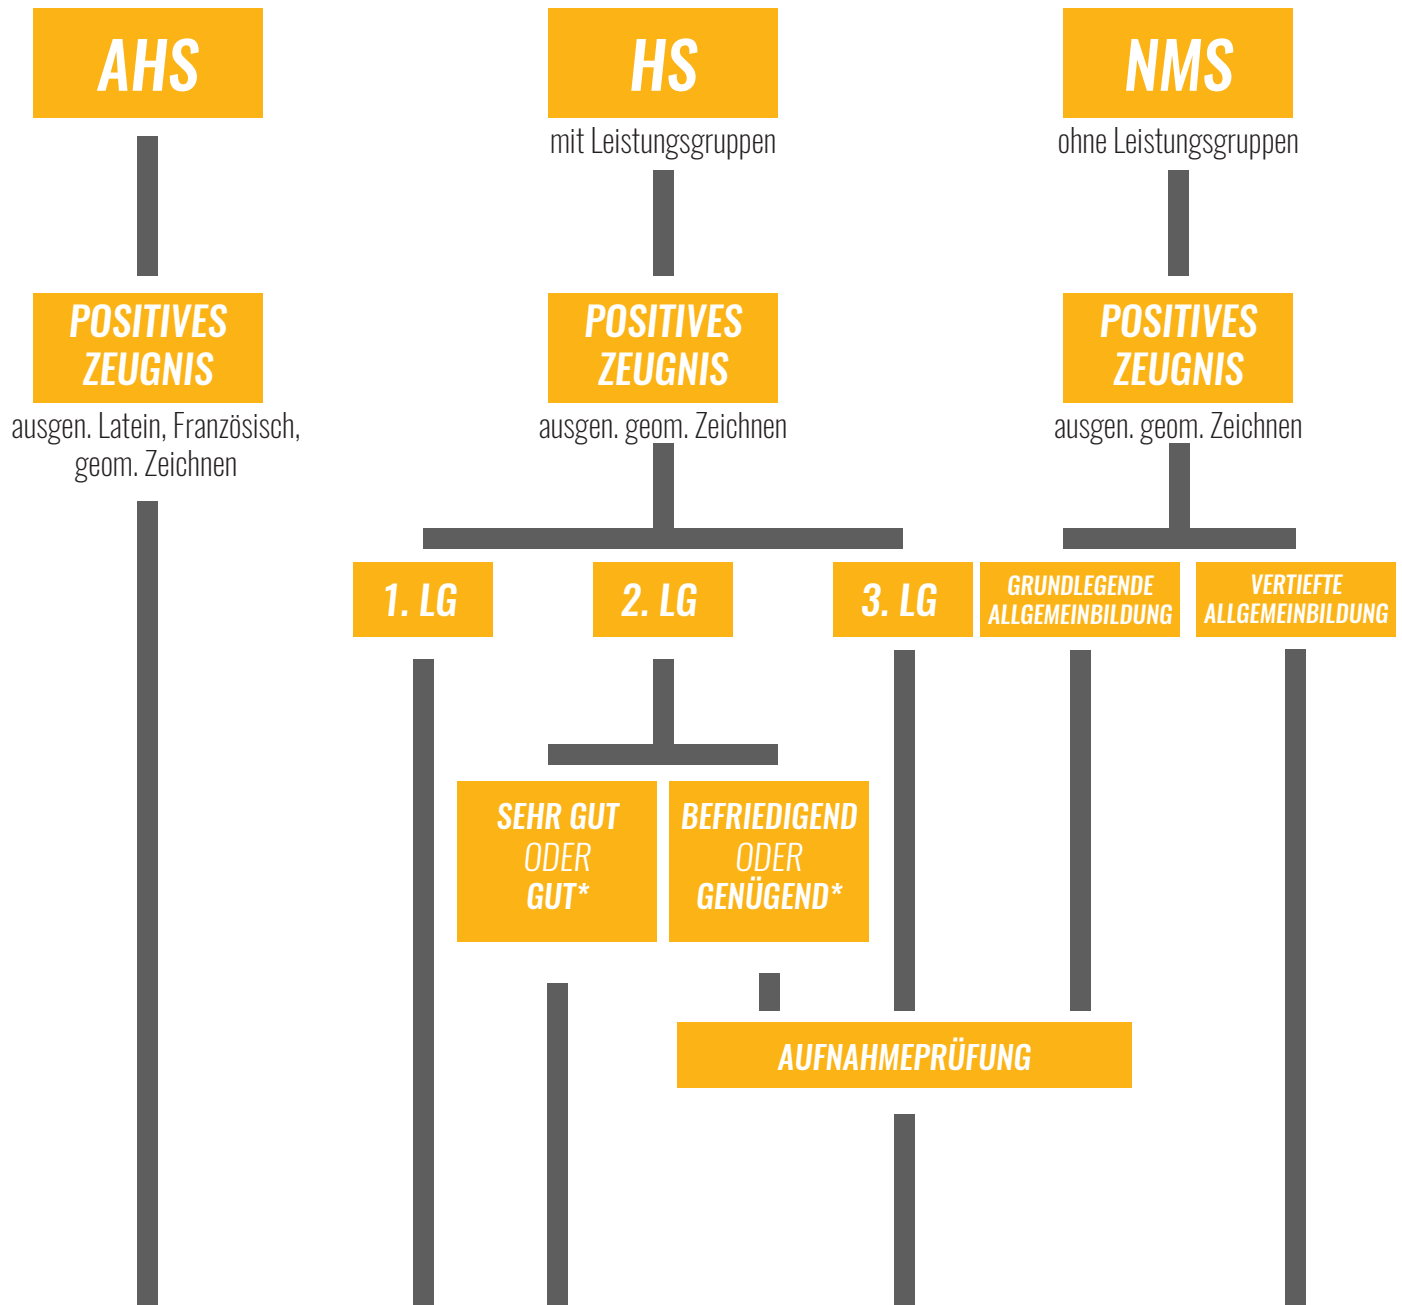 AHS
HS
mit Leistungsgruppen
NMS
ohne Leistungsgruppen
POSITIVES
ZEUGNIS
ausgen. Latein, Französisch,
geom. Zeichnen
POSITIVES
ZEUGNIS
ausgen. geom. Zeichnen
POSITIVES
ZEUGNIS
ausgen. geom. Zeichnen
1. LG
2. LG
3. LG
GRUNDLEGENDE
ALLGEMEINBILDUNG
VERTIEFTE
ALLGEMEINBILDUNG
SEHR GUT
ODER
GUT*
BEFRIEDIGEND
ODER
GENÜGEND*
AUFNAHMEPRÜFUNG